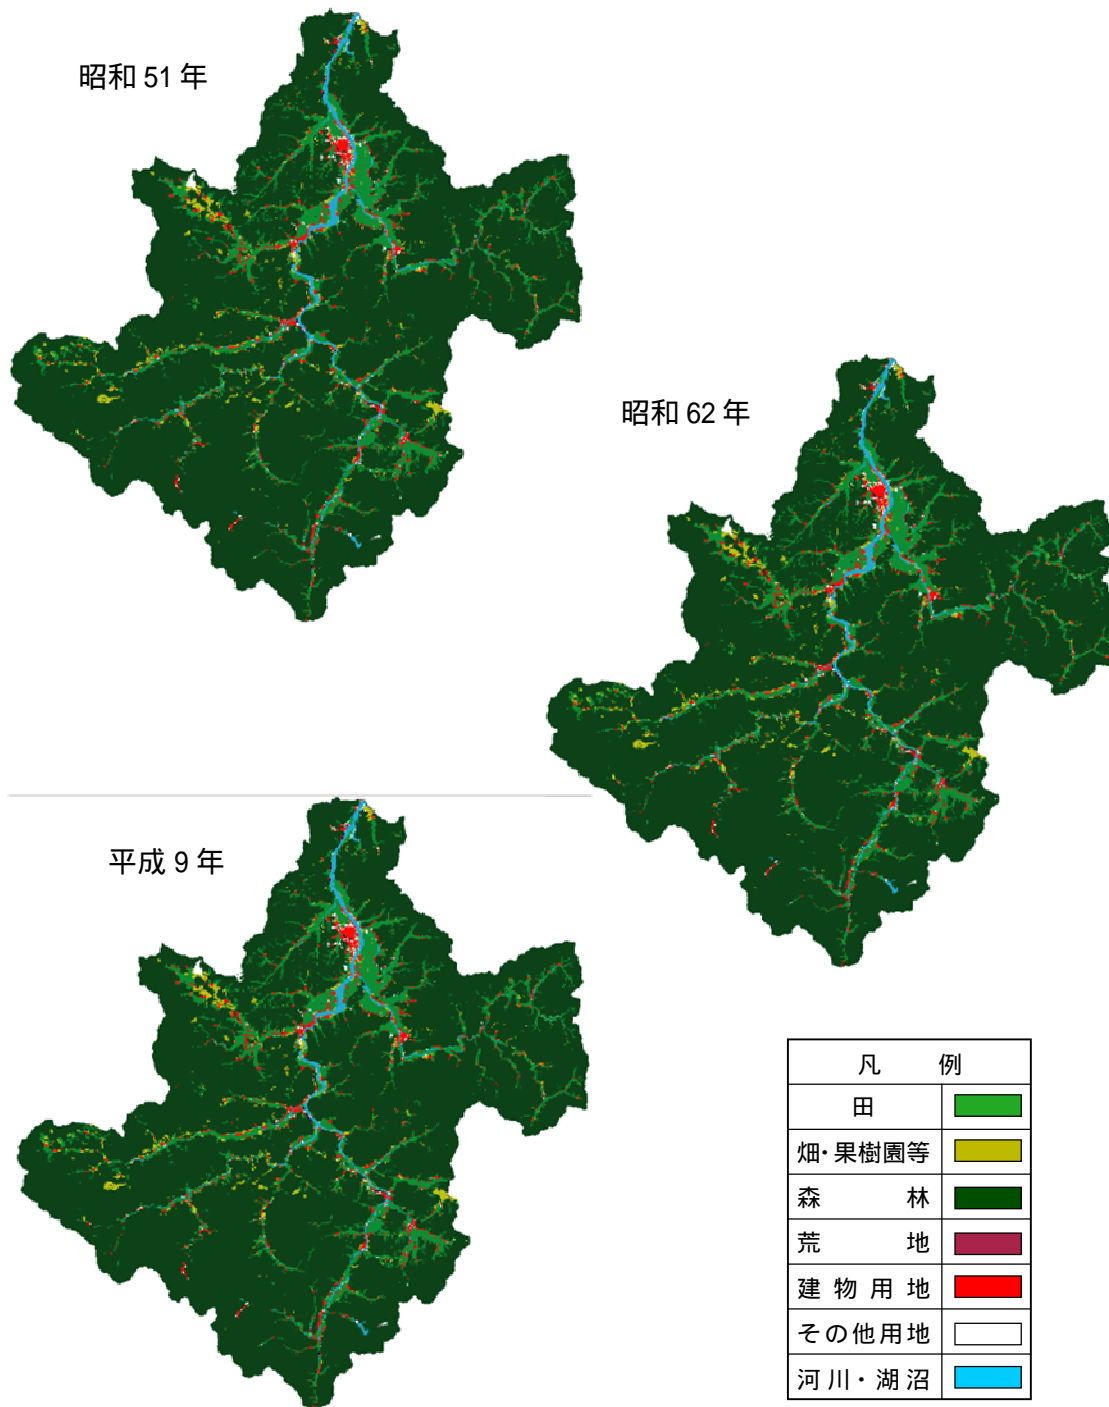 昭和 51 年
昭和 62 年
平成 9 年
凡 例
田
畑・果樹園等
森 林
荒 地
建 物 用 地
その他用地
河 川・湖 沼